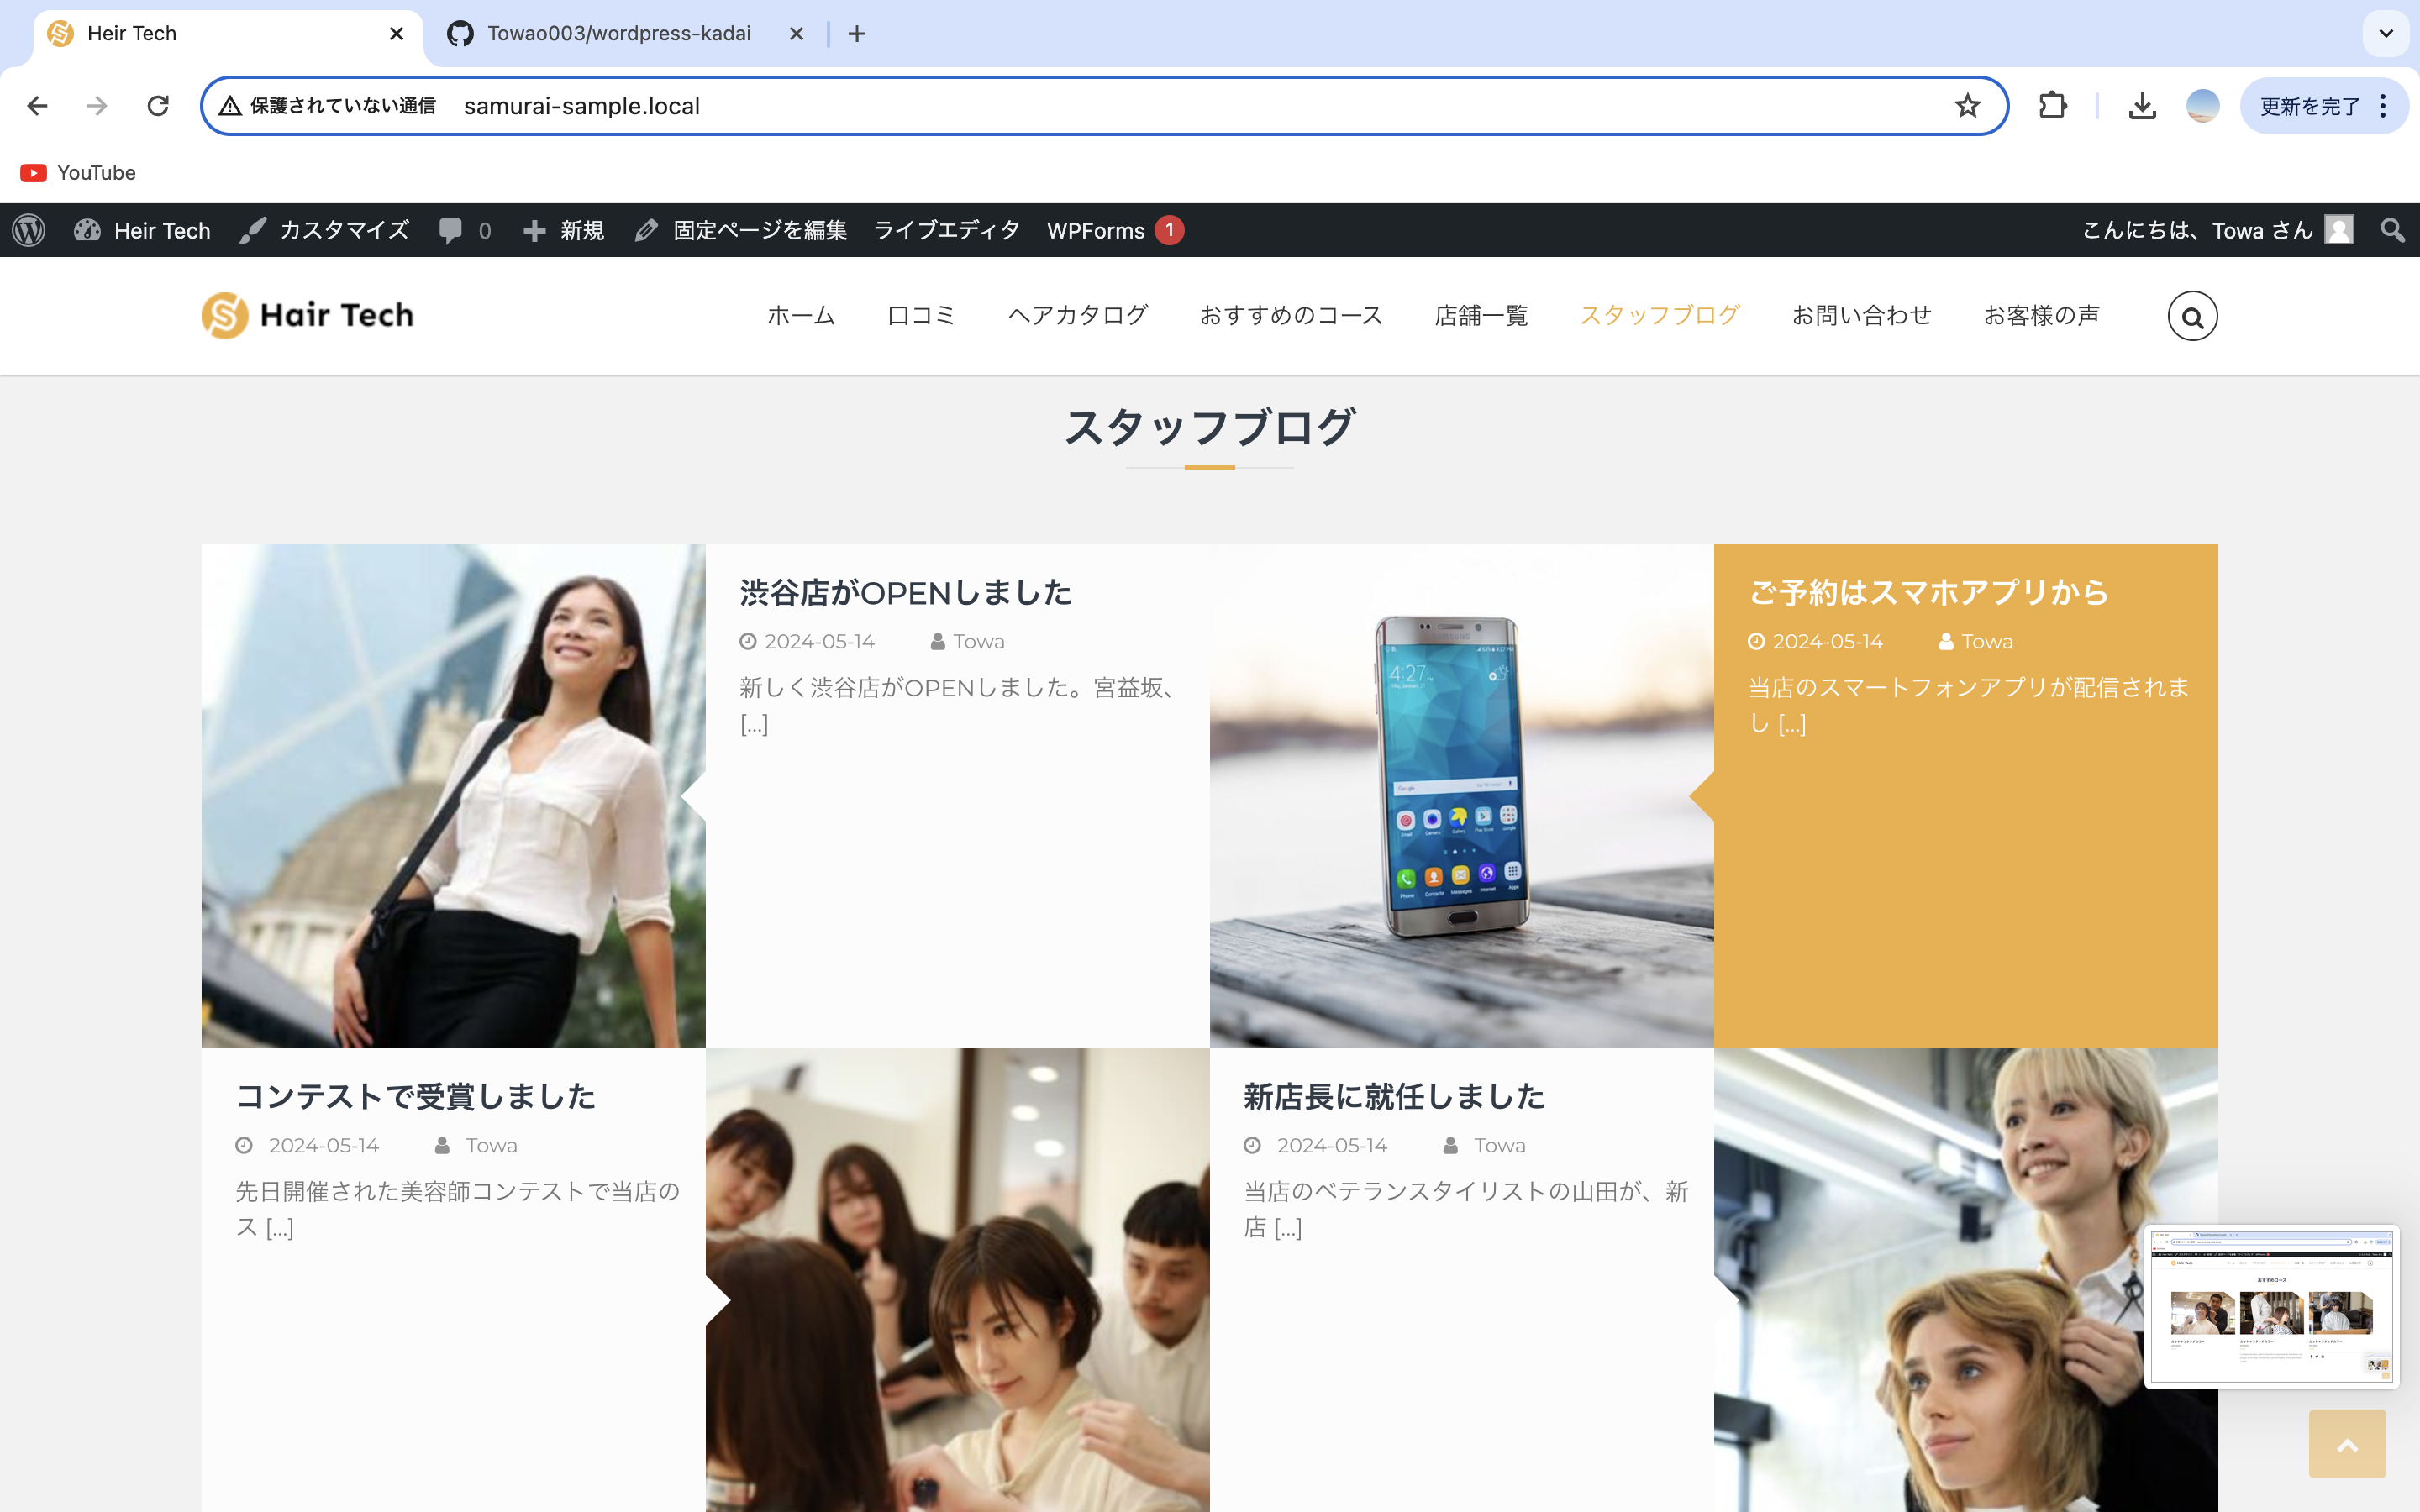 Heir Tech
Towao003/wordpress-kadai
保護されていない通信 samurai-sample.local
更新を完了
YouTube
Heir Tech カスタマイズ 0 新規 固定ページを編集 ライブエディタ WPForms 1 こんにちは、Towa さん
Hair Tech
ホーム 口コミ ヘアカタログ おすすめのコース 店舗一覧 スタッフブログ お問い合わせ お客様の声
スタッフブログ
渋谷店がOPENしました
2024-05-14 Towa
新しく渋谷店がOPENしました。宮益坂、
[…]
4:27
ご予約はスマホアプリから
2024-05-14 Towa
当店のスマートフォンアプリが配信されま
し […]
コンテストで受賞しました
2024-05-14 Towa
先日開催された美容師コンテストで当店の
ス […]
新店長に就任しました
2024-05-14 Towa
当店のベテランスタイリストの山田が、新
店 […]
おすすめのコース